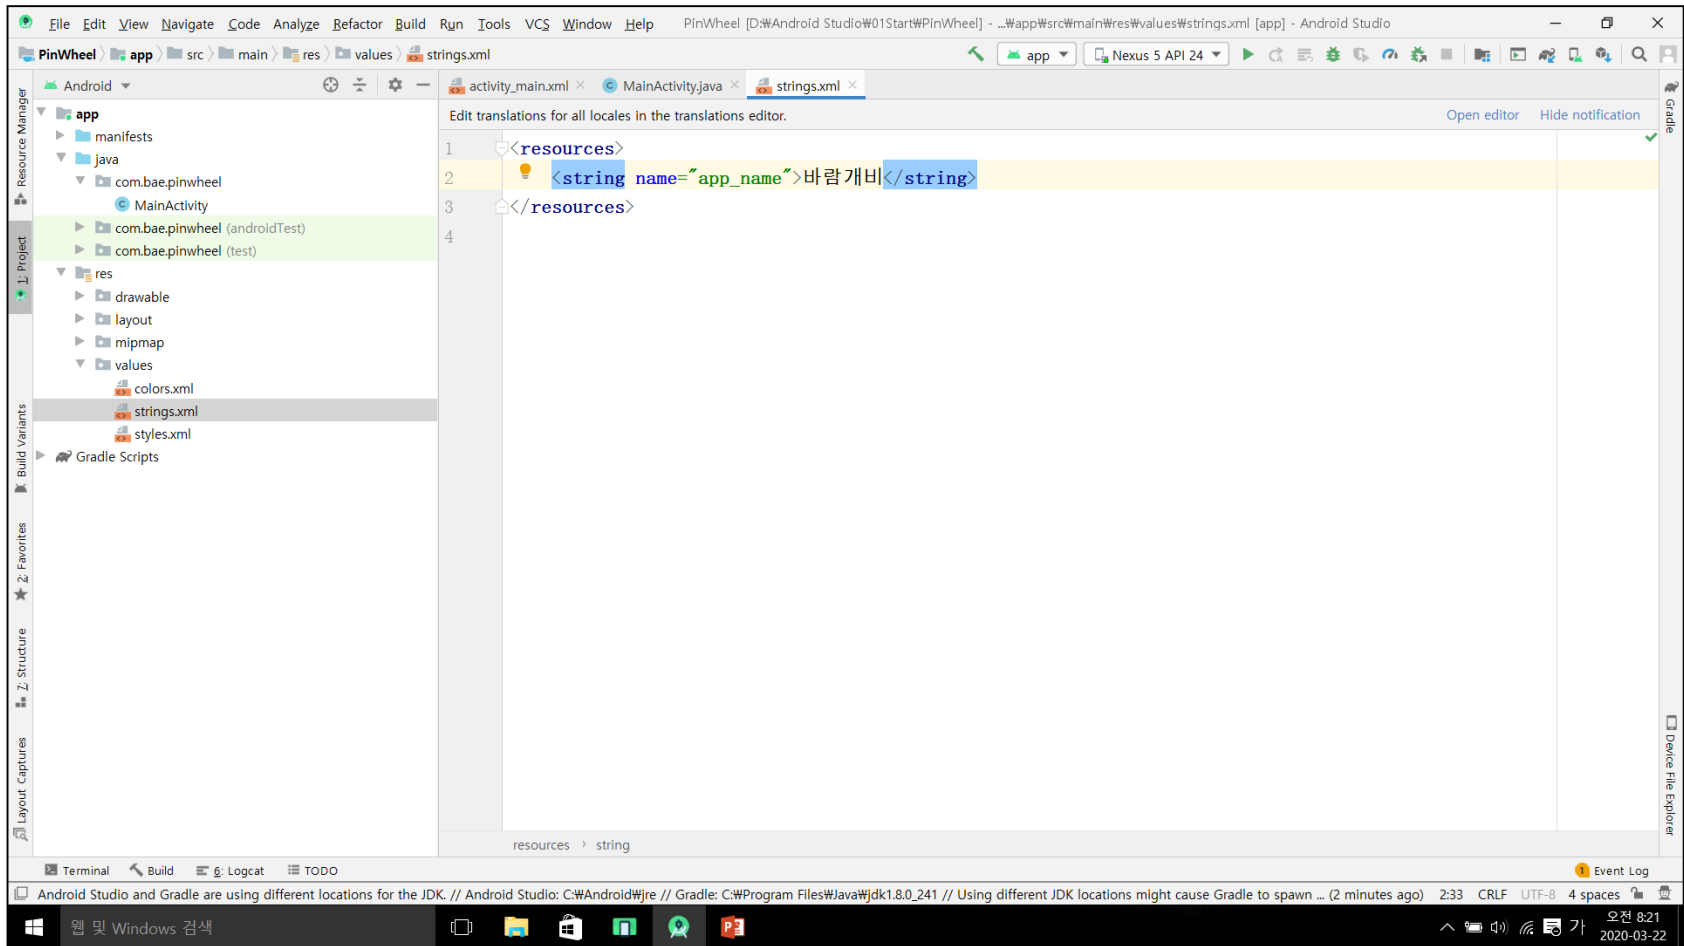 File Edit View Navigate Code Analyze Refactor Build Run Tools VCS Window Help PinWheel [D:₩Android Studio₩01Start₩PinWheel] - ...₩app₩src₩main₩res₩values₩strings.xml [app] - Android Studio
PinWheel app src main res values strings.xml app Nexus 5 API 24
Android
activity_main.xml MainActivity.java strings.xml
Edit translations for all locales in the translations editor. Open editor Hide notification
app
manifests
java
com.bae.pinwheel
MainActivity
com.bae.pinwheel (androidTest)
com.bae.pinwheel (test)
res
drawable
layout
mipmap
values
colors.xml
strings.xml
styles.xml
Gradle Scripts
1 <resources>
2 <string name="app_name">바람개비</string>
3 </resources>
4
resources › string
Resource Manager
1: Project
Build Variants
2: Favorites
7: Structure
Layout Captures
Gradle
Device File Explorer
Terminal Build 6: Logcat TODO 1 Event Log
Android Studio and Gradle are using different locations for the JDK. // Android Studio: C:₩Android₩jre // Gradle: C:₩Program Files₩Java₩jdk1.8.0_241 // Using different JDK locations might cause Gradle to spawn ... (2 minutes ago) 2:33 CRLF UTF-8 4 spaces
웹 및 Windows 검색 가 오전 8:21
2020-03-22